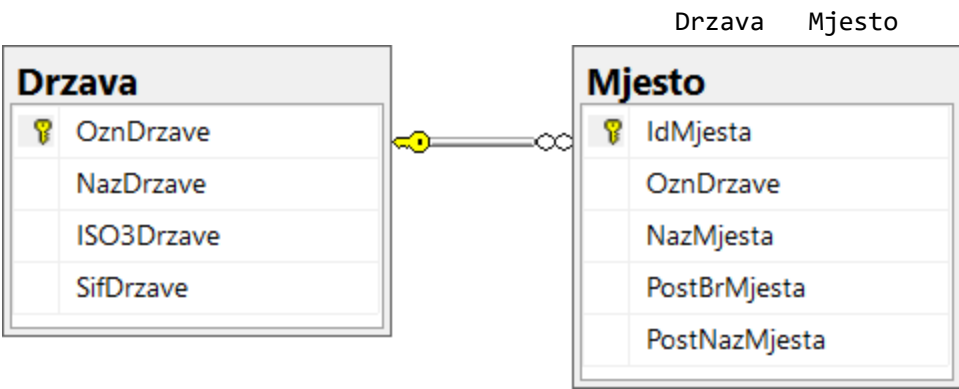 Drzava Mjesto
Drzava
OznDrzave
NazDrzave
ISO3Drzave
SifDrzave
Mjesto
IdMjesta
OznDrzave
NazMjesta
PostBrMjesta
PostNazMjesta